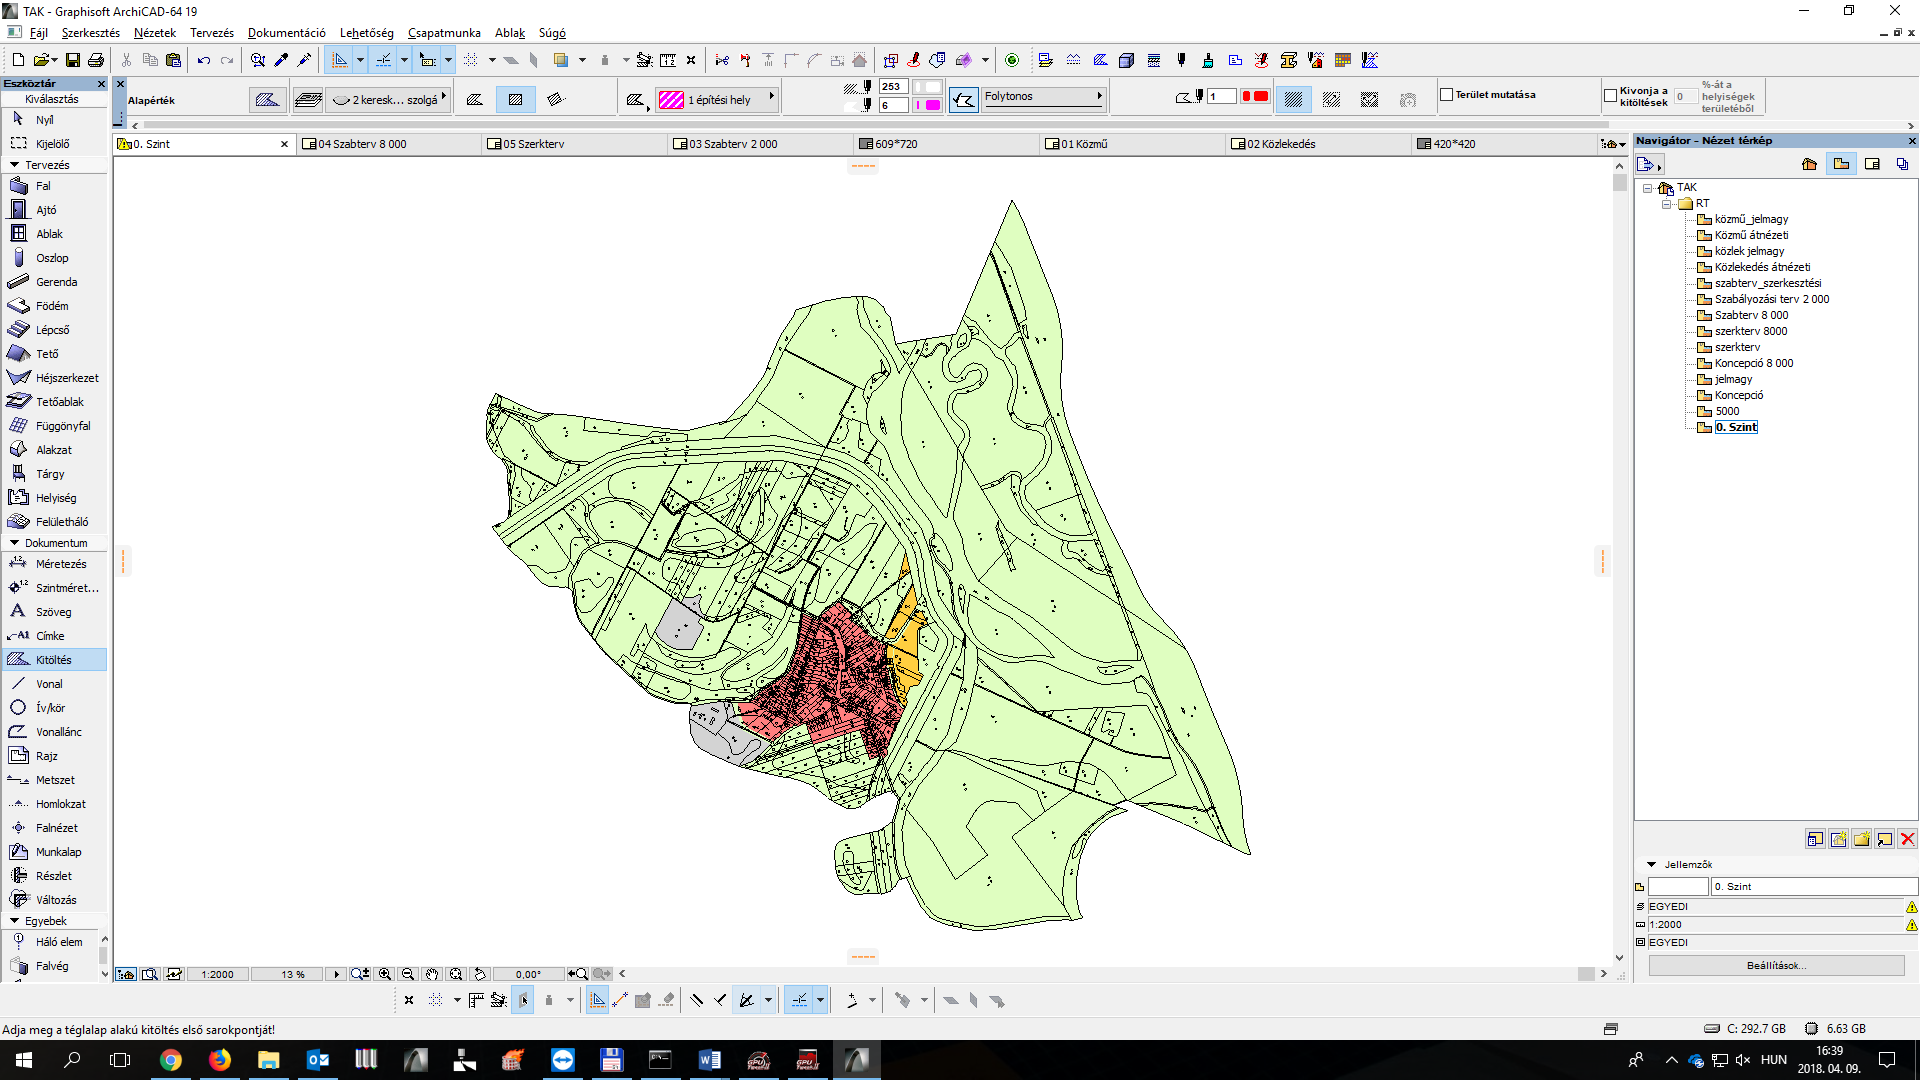 TAK - Graphisoft ArchiCAD-64 19
Fájl Szerkesztés Nézetek Tervezés Dokumentáció Lehetőség Csapatmunka Ablak Súgó
Eszköztár
Kiválasztás
Nyíl
Kijelölő
Tervezés
Fal
Ajtó
Ablak
Oszlop
Gerenda
Födém
Lépcső
Tető
Héjszerkezet
Tetőablak
Függönyfal
Alakzat
Tárgy
Helyiség
Felületháló
Dokumentum
Méretezés
Szintméret...
Szöveg
Címke
Kitöltés
Vonal
Ív/kör
Vonallánc
Rajz
Metszet
Homlokzat
Falnézet
Munkalap
Részlet
Változás
Egyebek
Háló elem
Falvég
Alapérték
2 keresk... szolgá
1 építési hely
253
6
Folytonos
1
Terület mutatása
Kivonja a kitöltések
0
%-át a helyiségek területéből
0. Szint
04 Szabterv 8 000
05 Szerkterv
03 Szabterv 2 000
609*720
01 Közmű
02 Közlekedés
420*420
Navigátor - Nézet térkép
TAK
RT
közmű_jelmagy
Közmű átnézeti
közlek jelmagy
Közlekedés átnézeti
szabterv_szerkesztési
Szabályozási terv 2 000
Szabterv 8 000
szerkterv 8000
szerkterv
Koncepció 8 000
jelmagy
Koncepció
5000
0. Szint
Jellemzők
0. Szint
EGYEDI
1:2000
EGYEDI
Beállítások...
1:2000
13 %
0,00°
Adja meg a téglalap alakú kitöltés első sarokpontját!
C: 292.7 GB
6.63 GB
HUN
16:39
2018. 04. 09.